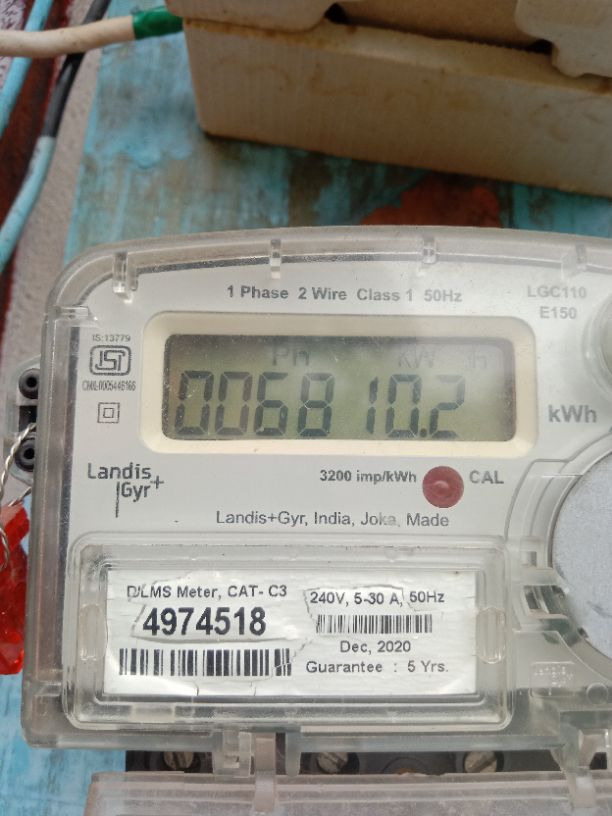 1 Phase 2 Wire Class 1 50Hz
LGC110
E150
IS:13779
Ph kW h
006810.2
kWh
Landis
Gyr+
3200 imp/kWh
CAL
Landis+Gyr, India, Joka, Made
DLMS Meter, CAT- C3
4974518
240V, 5-30 A, 50Hz
Dec, 2020
Guarantee : 5 Yrs.